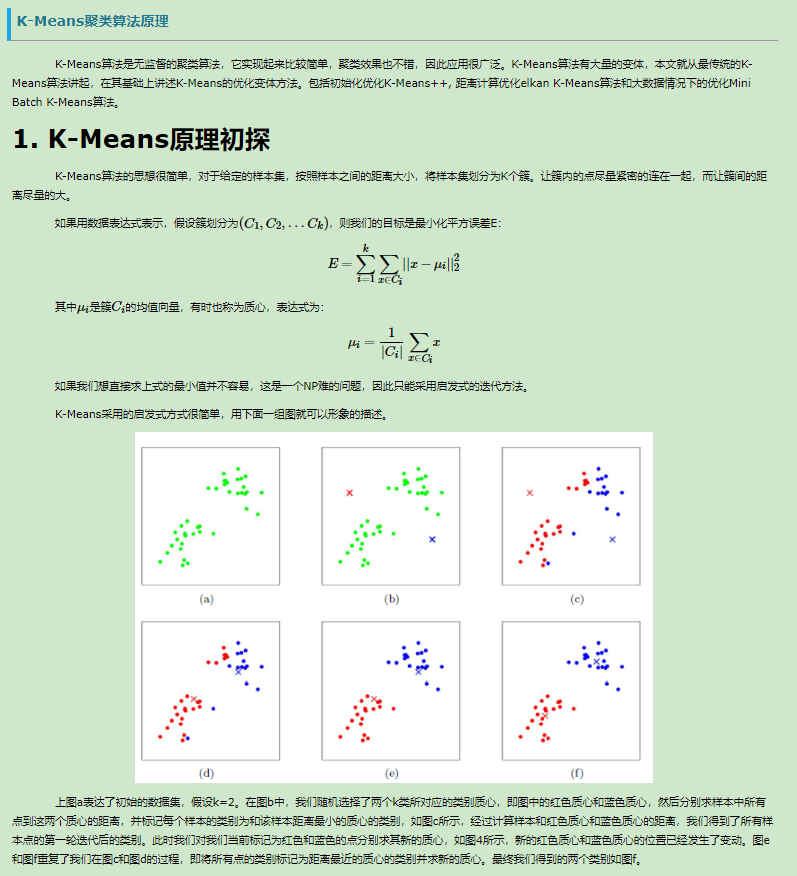 K-Means聚类算法原理
K-Means算法是无监督的聚类算法，它实现起来比较简单，聚类效果也不错，因此应用很广泛。K-Means算法有大量的变体，本文就从最传统的K-
Means算法讲起，在其基础上讲述K-Means的优化变体方法。包括初始化优化K-Means++, 距离计算优化elkan K-Means算法和大数据情况下的优化Mini
Batch K-Means算法。
1. K-Means原理初探
K-Means算法的思想很简单，对于给定的样本集，按照样本之间的距离大小，将样本集划分为K个簇。让簇内的点尽量紧密的连在一起，而让簇间的距
离尽量的大。
如果用数据表达式表示，假设簇划分为(C₁, C₂, . . . Cₖ)，则我们的目标是最小化平方误差E：
E = ∑_{i=1}^{k} ∑_{x∈C_i} ||x − μ_i||_2^2
其中μ_i是簇C_i的均值向量，有时也称为质心，表达式为：
μ_i = \frac{1}{|C_i|} ∑_{x∈C_i} x
如果我们想直接求上式的最小值并不容易，这是一个NP难的问题，因此只能采用启发式的迭代方法。
K-Means采用的启发式方式很简单，用下面一组图就可以形象的描述。
(a) (b) (c)
(d) (e) (f)
上图a表达了初始的数据集，假设k=2。在图b中，我们随机选择了两个k类所对应的类别质心，即图中的红色质心和蓝色质心，然后分别求样本中所有
点到这两个质心的距离，并标记每个样本的类别为和该样本距离最小的质心的类别，如图c所示，经过计算样本和红色质心和蓝色质心的距离，我们得到了所有样
本点的第一轮迭代后的类别。此时我们对我们当前标记为红色和蓝色的点分别求其新的质心，如图4所示，新的红色质心和蓝色质心的位置已经发生了变动。图e
和图f重复了我们在图c和图d的过程，即将所有点的类别标记为距离最近的质心的类别并求新的质心。最终我们得到的两个类别如图f。